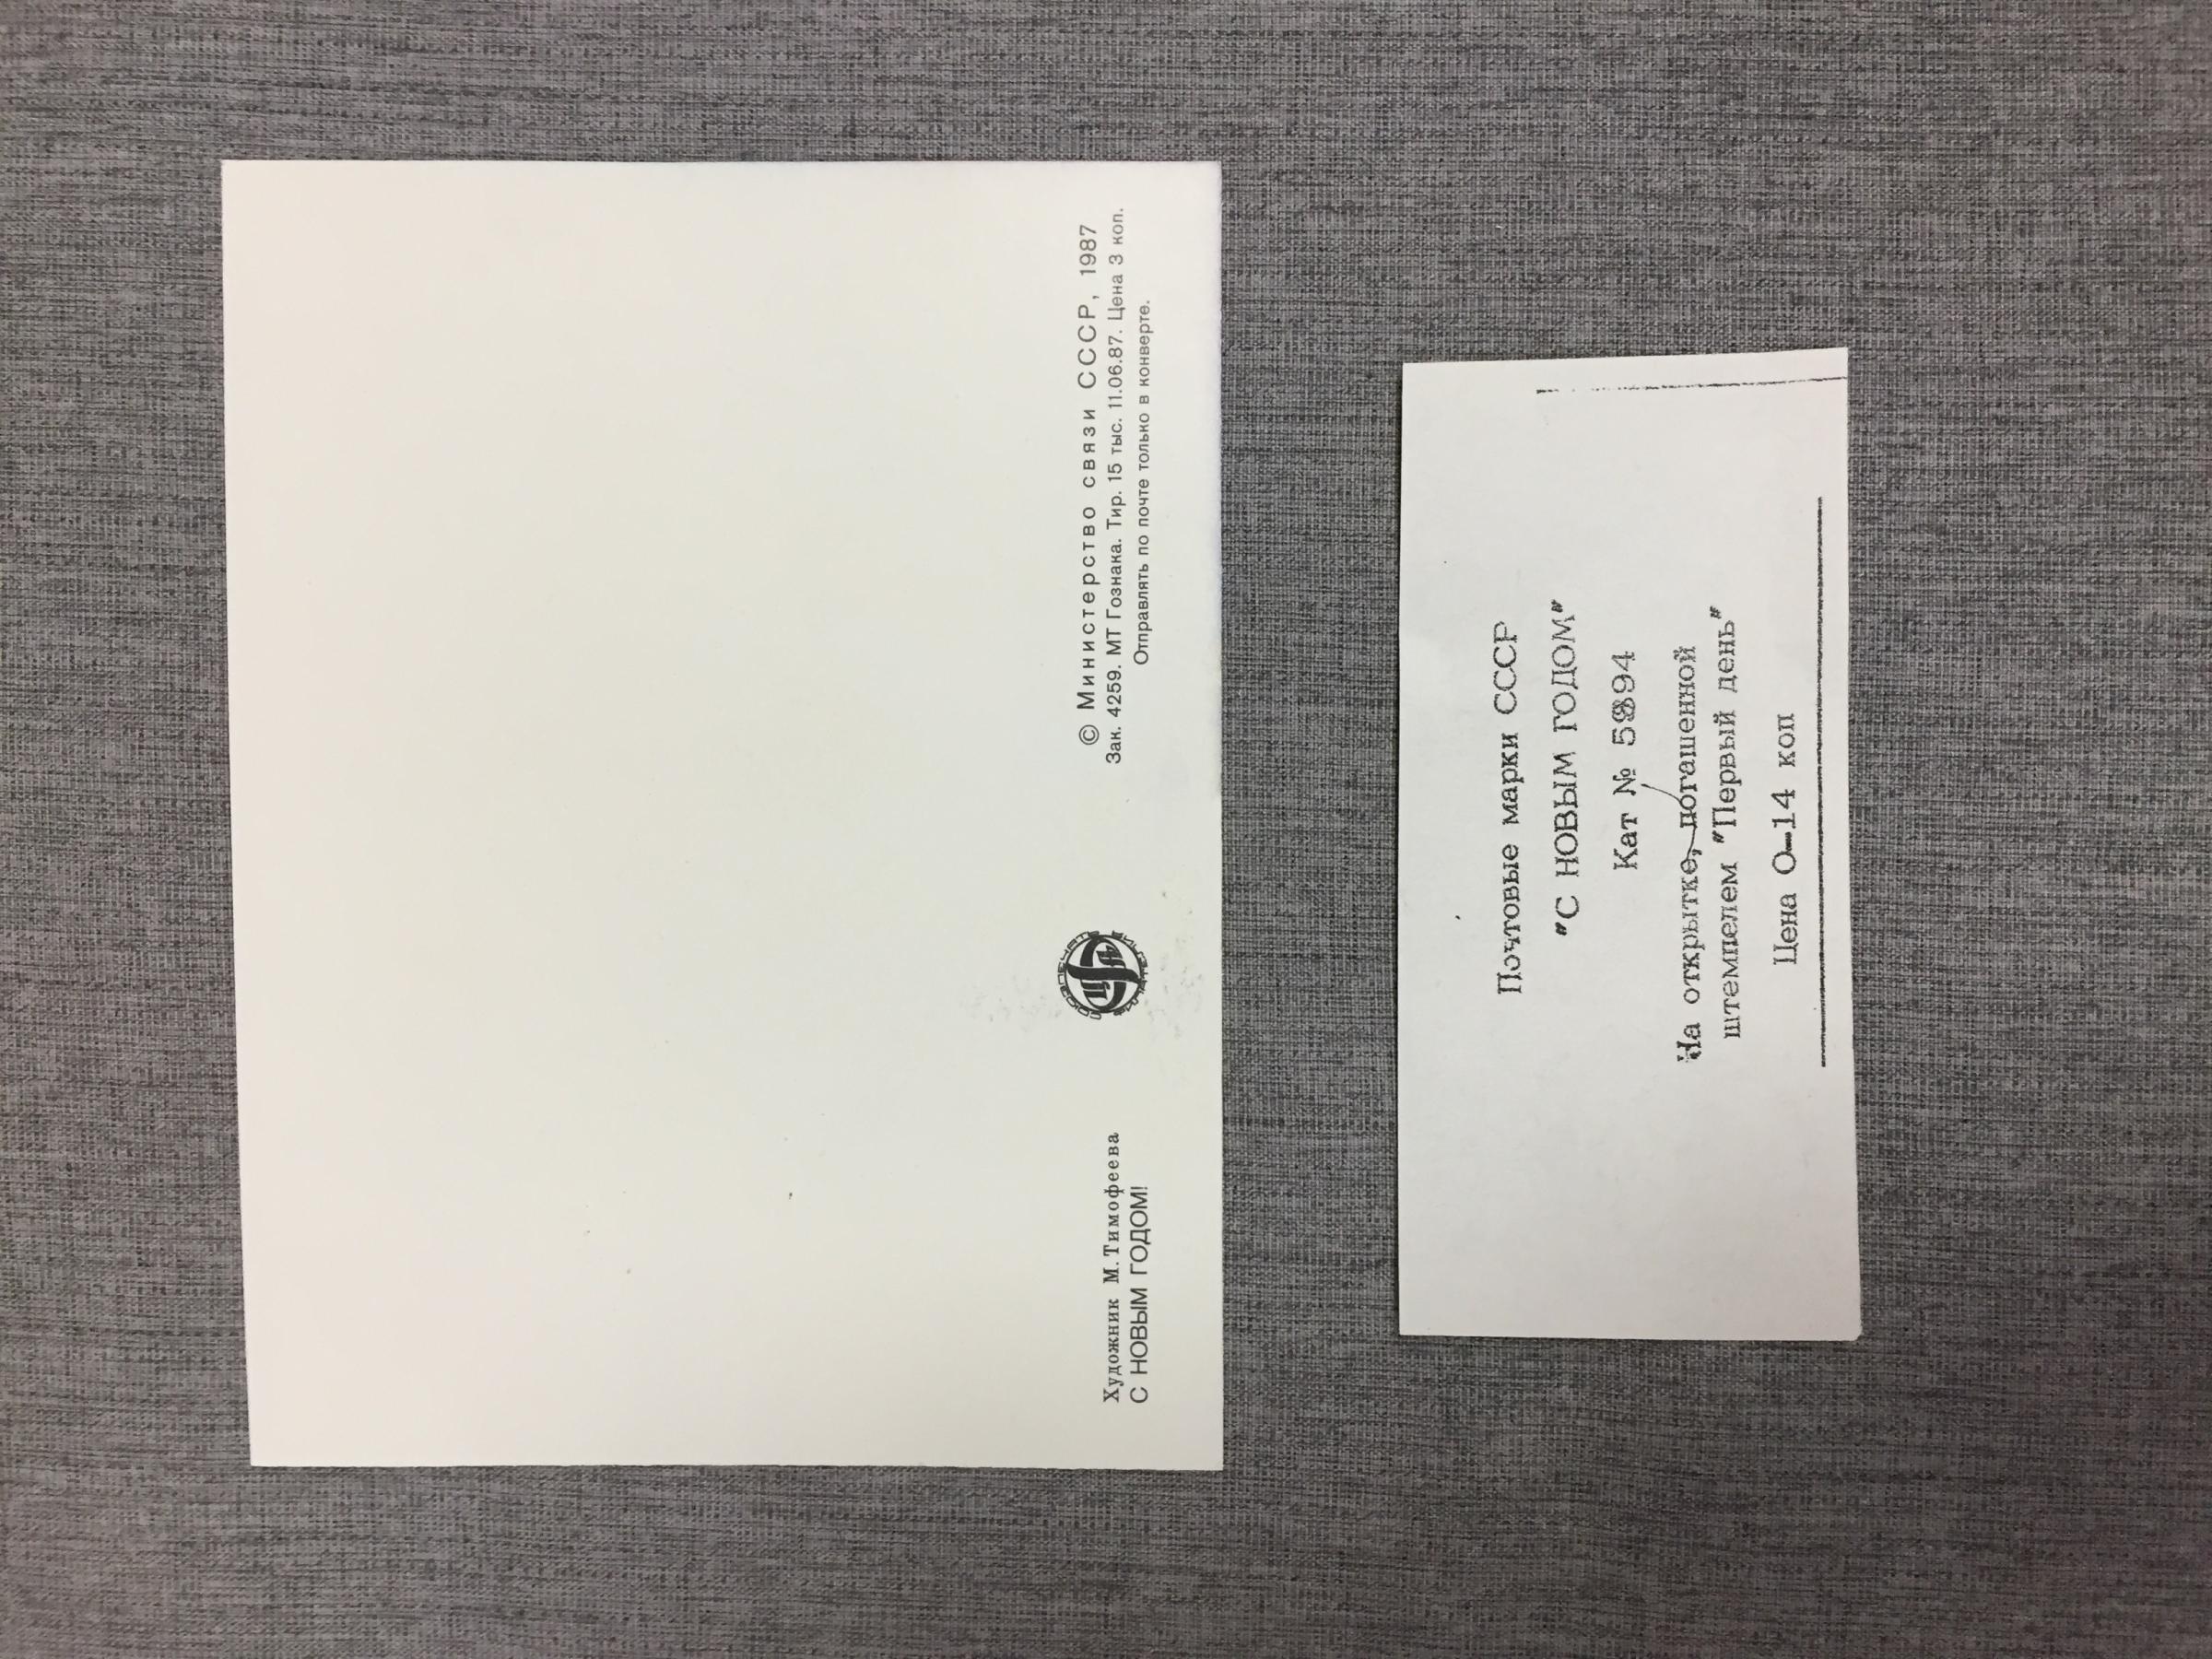 Художник М. Тимофеева
С НОВЫМ ГОДОМ!
© Министерство связи СССР, 1987
Зак. 4259. МТ Гознака. Тир. 15 тыс. 11.06.87. Цена 3 коп.
Отправлять по почте только в конверте.
Почтовые марки СССР
"С НОВЫМ ГОДОМ"
Кат № 5894
На открытке, погашенной
штемпелем "Первый день"
Цена 0-14 коп